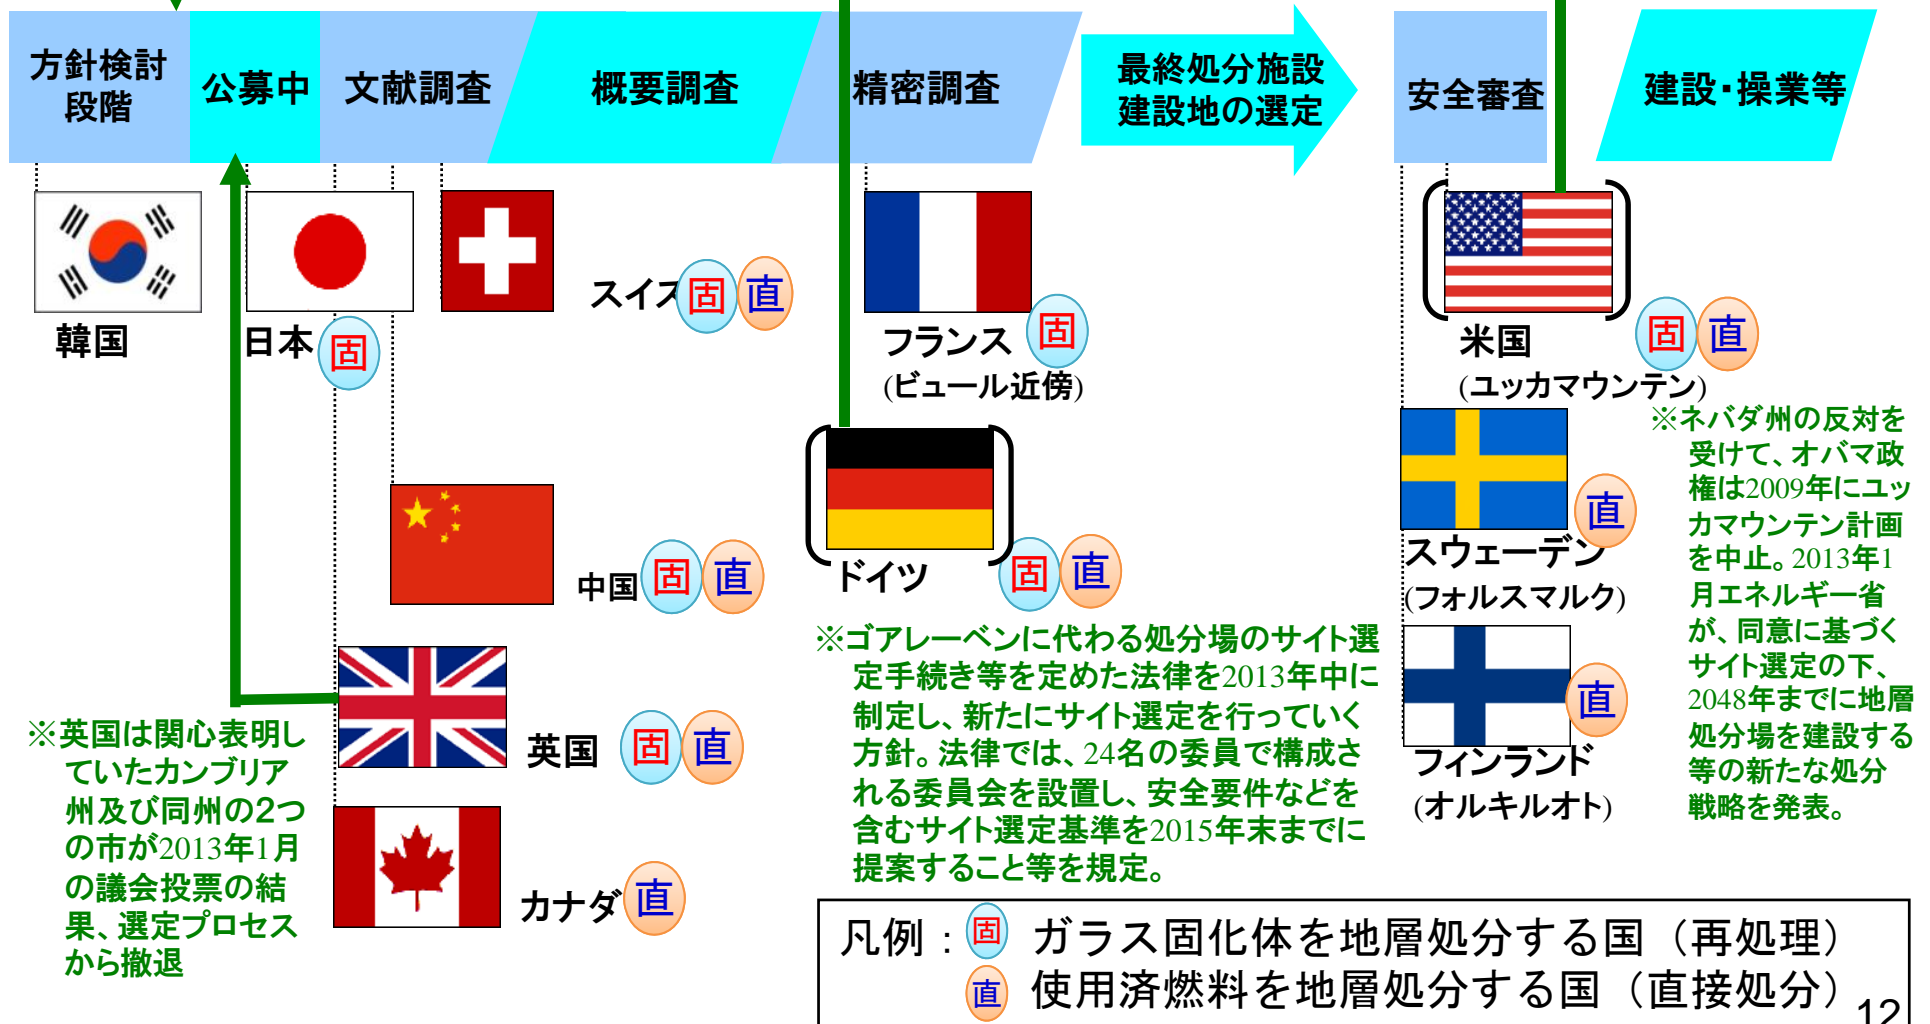 方針検討
段階
公募中
文献調査
概要調査
精密調査
最終処分施設
建設地の選定
安全審査
建設・操業等
韓国
日本
固
スイス
固
直
フランス
固
(ビュール近傍)
米国
固
直
(ユッカマウンテン)
中国
固
直
ドイツ
固
直
スウェーデン
直
(フォルスマルク)
英国
固
直
フィンランド
直
(オルキルオト)
カナダ
直
※英国は関心表明し
ていたカンブリア
州及び同州の2つ
の市が2013年1月
の議会投票の結
果、選定プロセス
から撤退
※ゴアレーベンに代わる処分場のサイト選
定手続き等を定めた法律を2013年中に
制定し、新たにサイト選定を行っていく
方針。法律では、24名の委員で構成さ
れる委員会を設置し、安全要件などを
含むサイト選定基準を2015年末までに
提案すること等を規定。
※ネバダ州の反対を
受けて、オバマ政
権は2009年にユッ
カマウンテン計画
を中止。2013年1
月エネルギー省
が、同意に基づく
サイト選定の下、
2048年までに地層
処分場を建設する
等の新たな処分
戦略を発表。
凡例：固 ガラス固化体を地層処分する国（再処理）
直 使用済燃料を地層処分する国（直接処分）
12